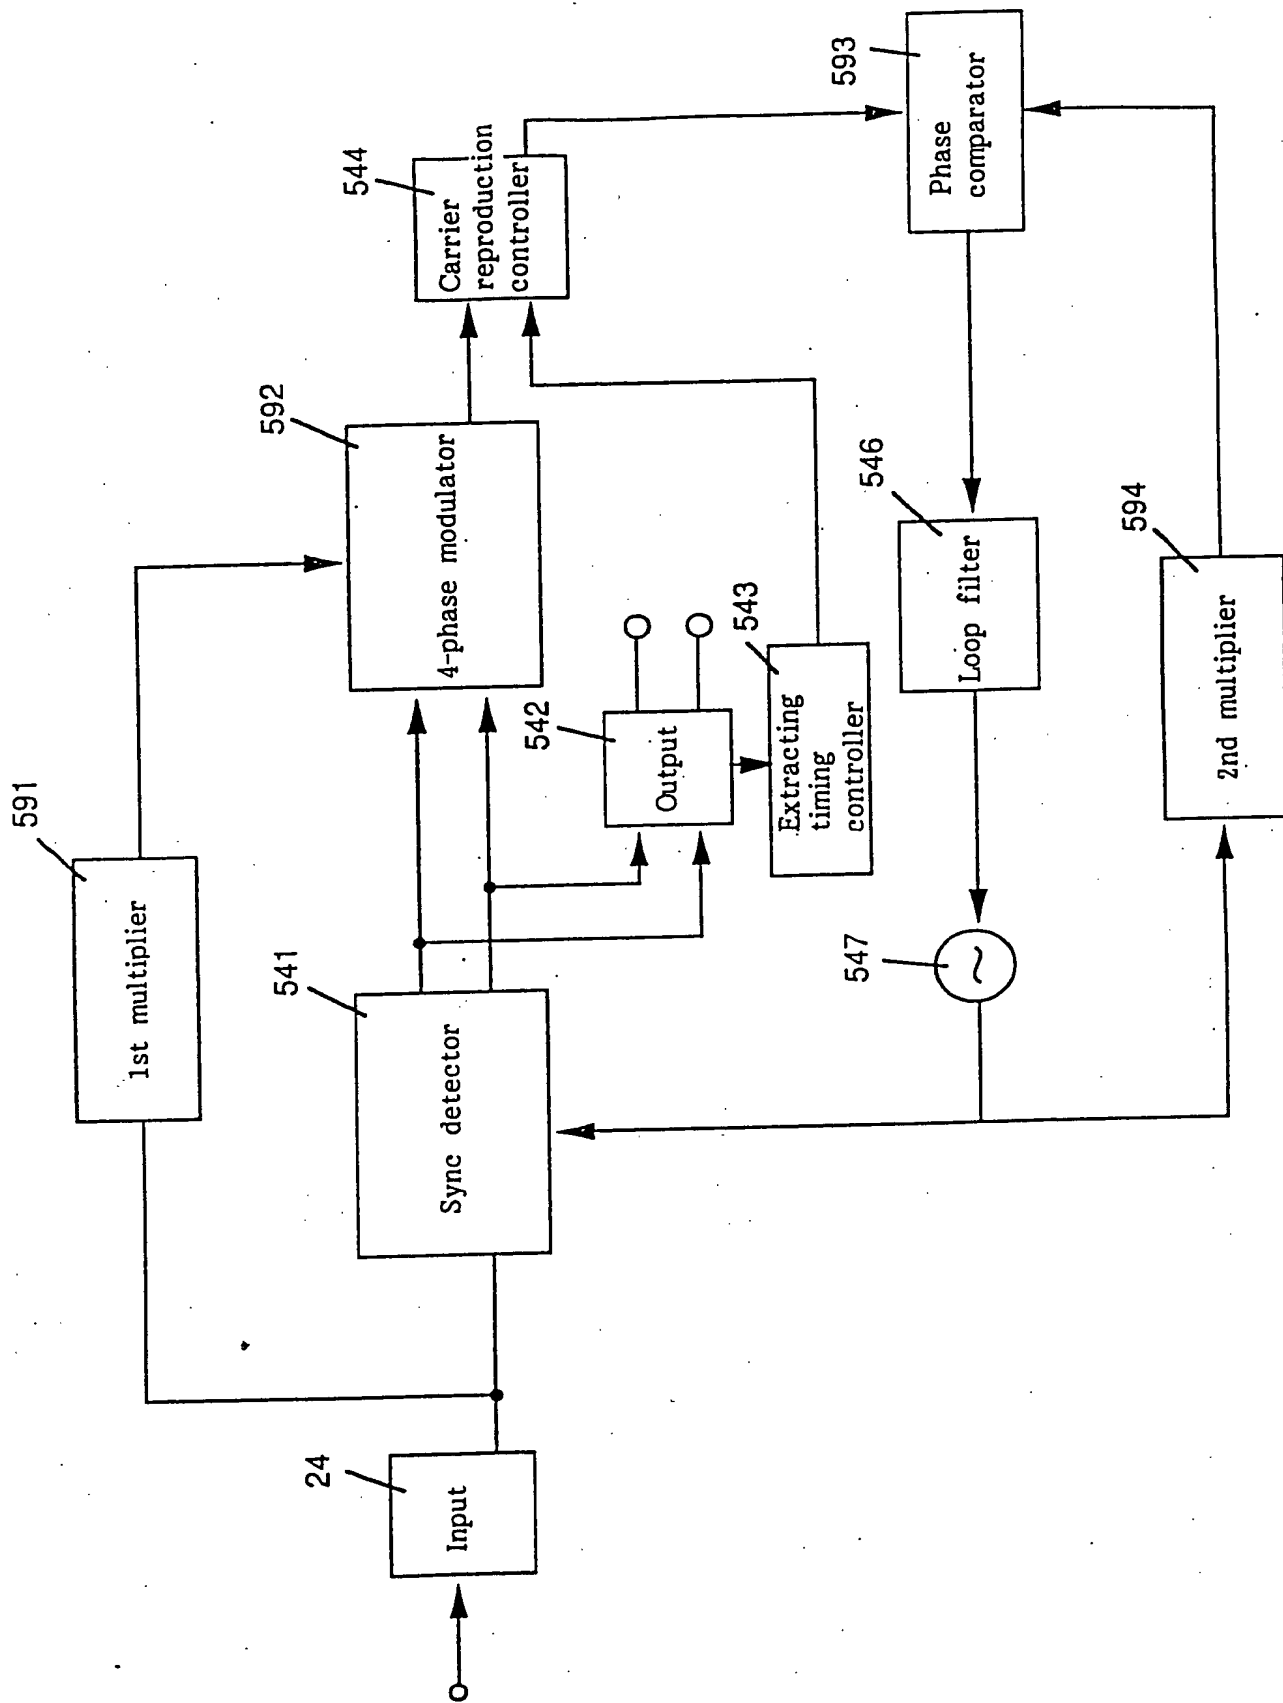 591
1st multiplier
24
Input
541
Sync detector
592
4-phase modulator
544
Carrier
reproduction
controller
542
Output
543
Extracting
timing
controller
593
Phase
comparator
546
Loop filter
547
~
594
2nd multiplier